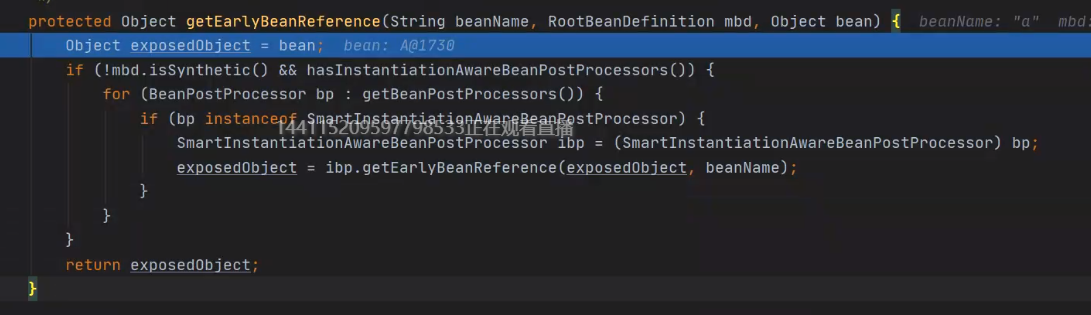 protected Object getEarlyBeanReference(String beanName, RootBeanDefinition mbd, Object bean) { beanName: "a" mbd:
Object exposedObject = bean; bean: A@1730
if (!mbd.isSynthetic() && hasInstantiationAwareBeanPostProcessors()) {
for (BeanPostProcessor bp : getBeanPostProcessors()) {
if (bp instanceof SmartInstantiationAwareBeanPostProcessor) {
144115209597798533正在观看直播
SmartInstantiationAwareBeanPostProcessor ibp = (SmartInstantiationAwareBeanPostProcessor) bp;
exposedObject = ibp.getEarlyBeanReference(exposedObject, beanName);
}
}
}
return exposedObject;
}